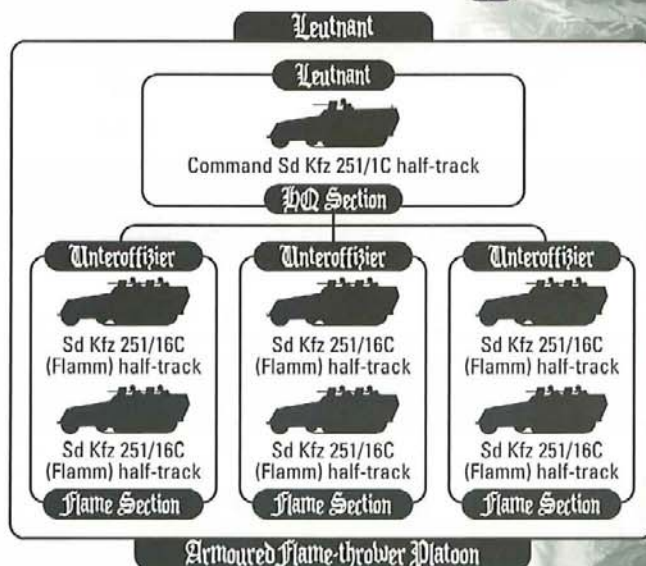 Leutnant
Leutnant
Command Sd Kfz 251/1C half-track
HQ Section
Unteroffizier
Sd Kfz 251/16C
(Flamm) half-track
Sd Kfz 251/16C
(Flamm) half-track
Flame Section
Unteroffizier
Sd Kfz 251/16C
(Flamm) half-track
Sd Kfz 251/16C
(Flamm) half-track
Flame Section
Unteroffizier
Sd Kfz 251/16C
(Flamm) half-track
Sd Kfz 251/16C
(Flamm) half-track
Flame Section
Armoured Flame-thrower Platoon